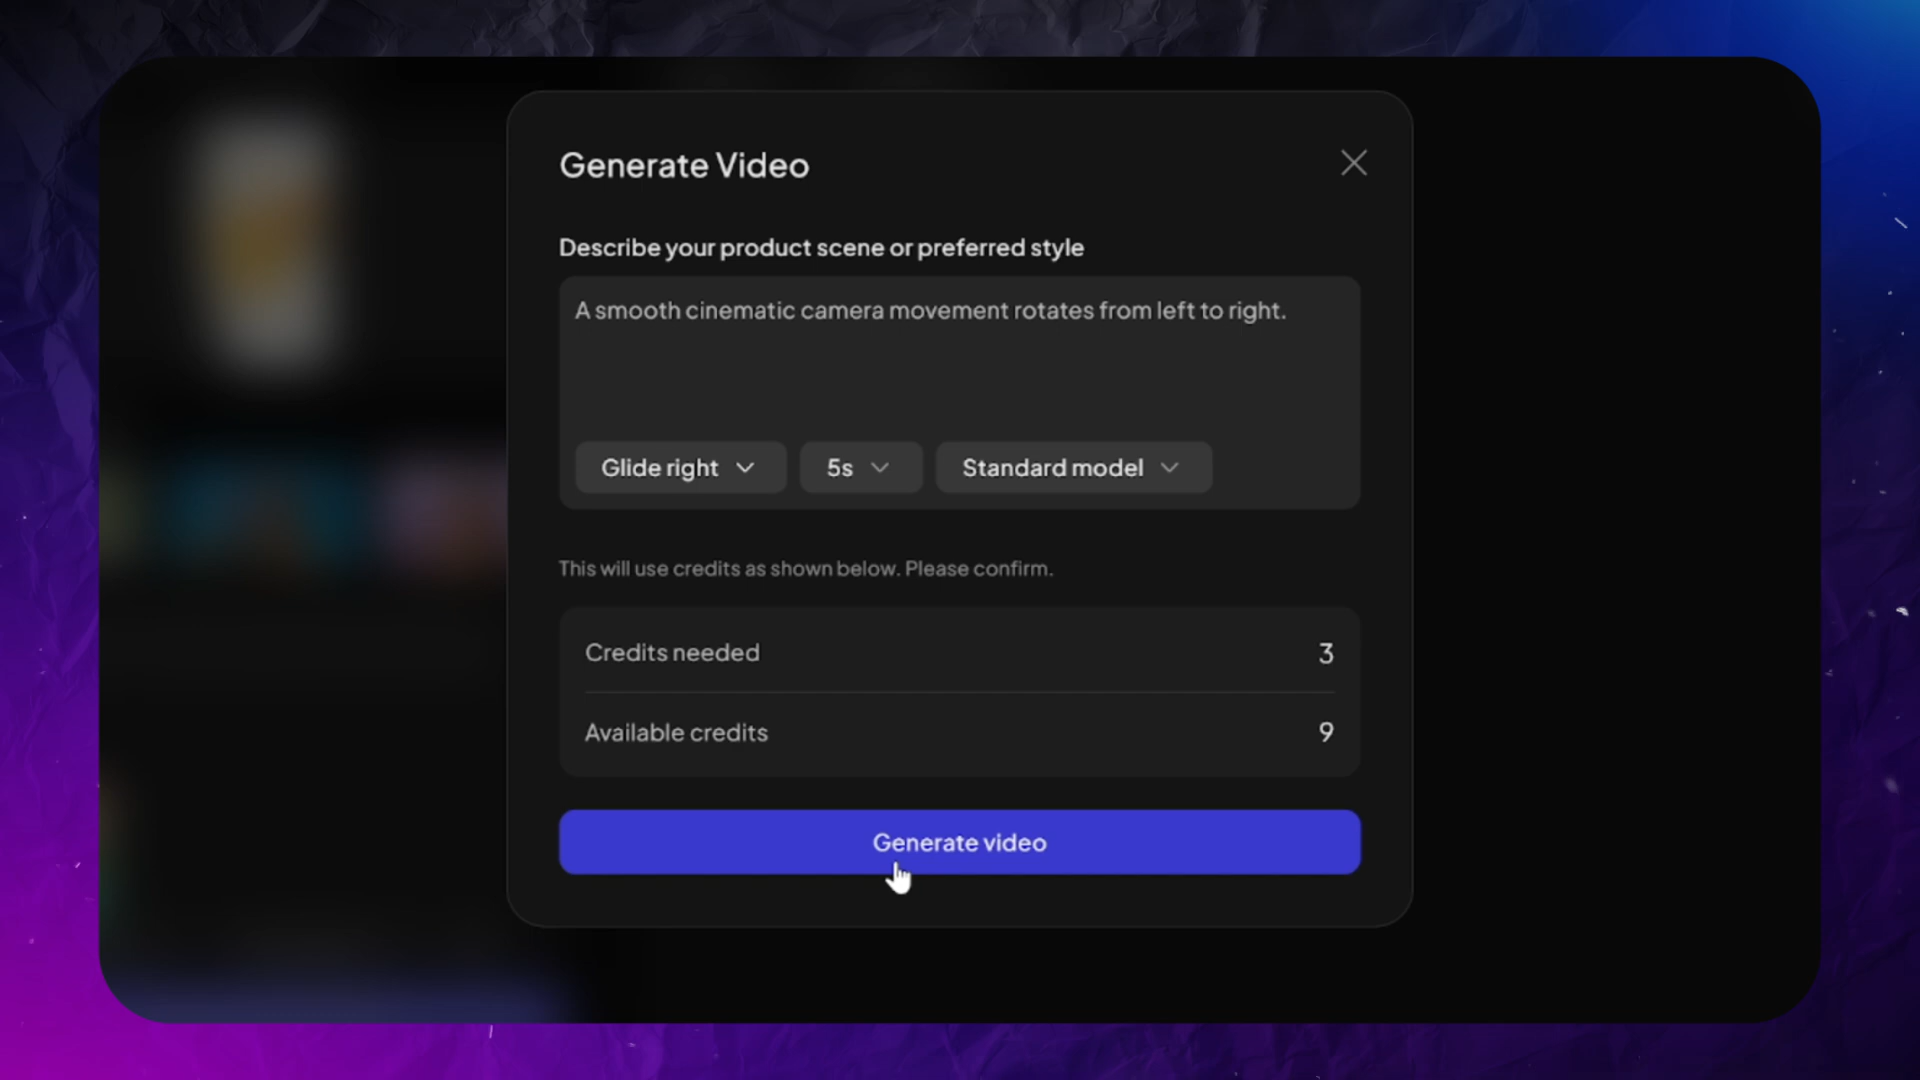 Generate Video
Describe your product scene or preferred style
A smooth cinematic camera movement rotates from left to right.
Glide right 5s Standard model
This will use credits as shown below. Please confirm.
Credits needed 3
Available credits 9
Generate video